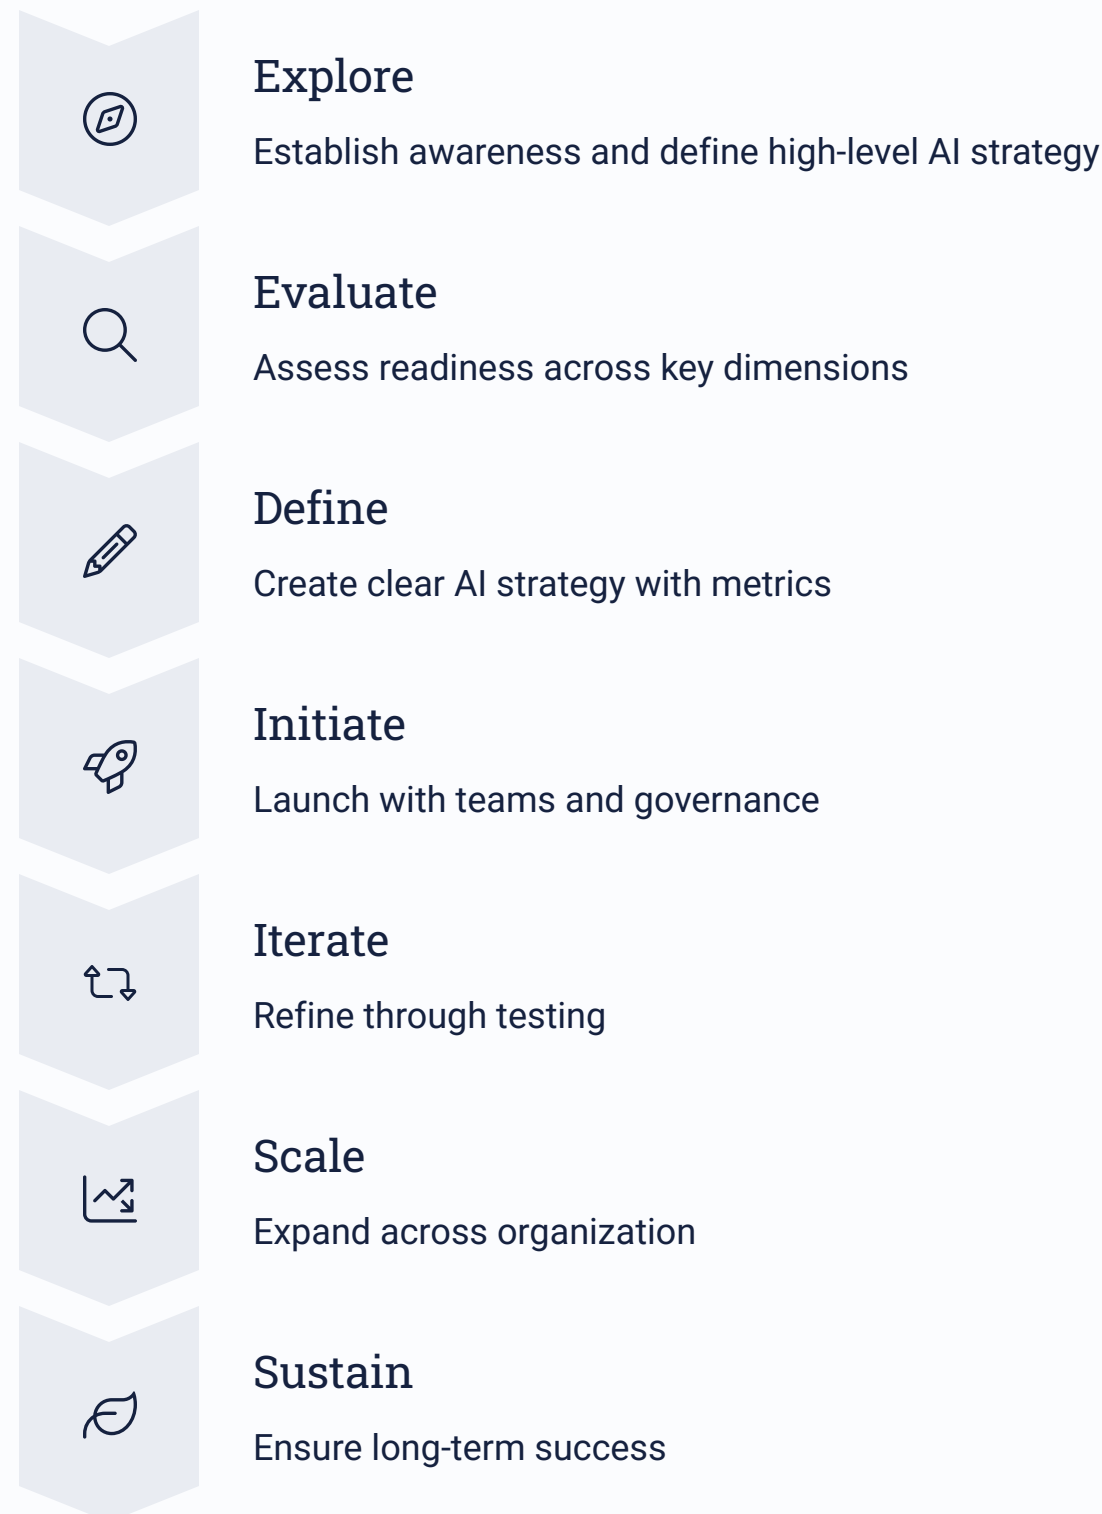 Explore
Establish awareness and define high-level AI strategy
Evaluate
Assess readiness across key dimensions
Define
Create clear AI strategy with metrics
Initiate
Launch with teams and governance
Iterate
Refine through testing
Scale
Expand across organization
Sustain
Ensure long-term success